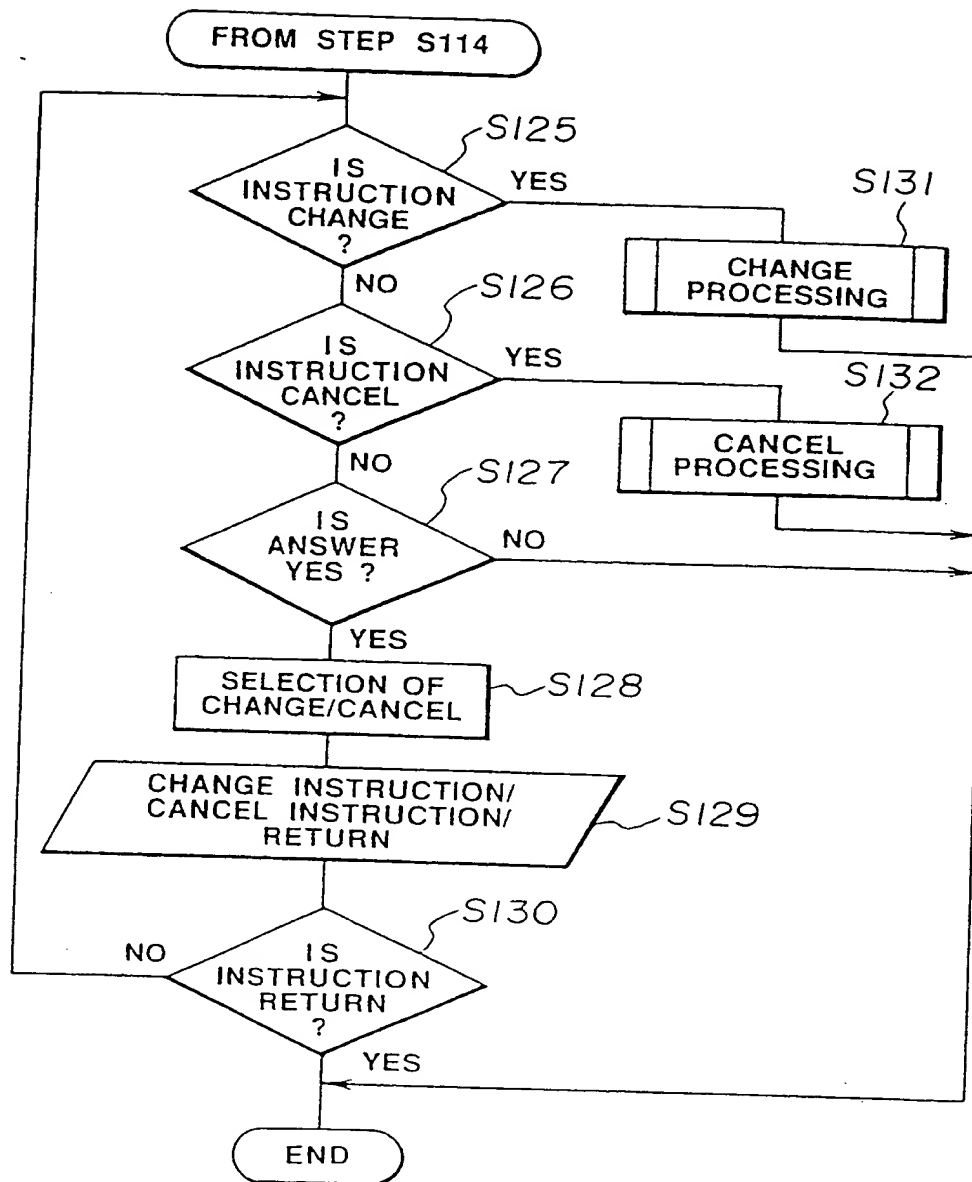 FROM STEP S114
S125
IS
INSTRUCTION
CHANGE
?
YES
S131
CHANGE
PROCESSING
NO
S126
IS
INSTRUCTION
CANCEL
?
YES
S132
CANCEL
PROCESSING
NO
S127
IS
ANSWER
YES ?
NO
YES
SELECTION OF
CHANGE/CANCEL
S128
CHANGE INSTRUCTION/
CANCEL INSTRUCTION/
RETURN
S129
S130
NO
IS
INSTRUCTION
RETURN
?
YES
END